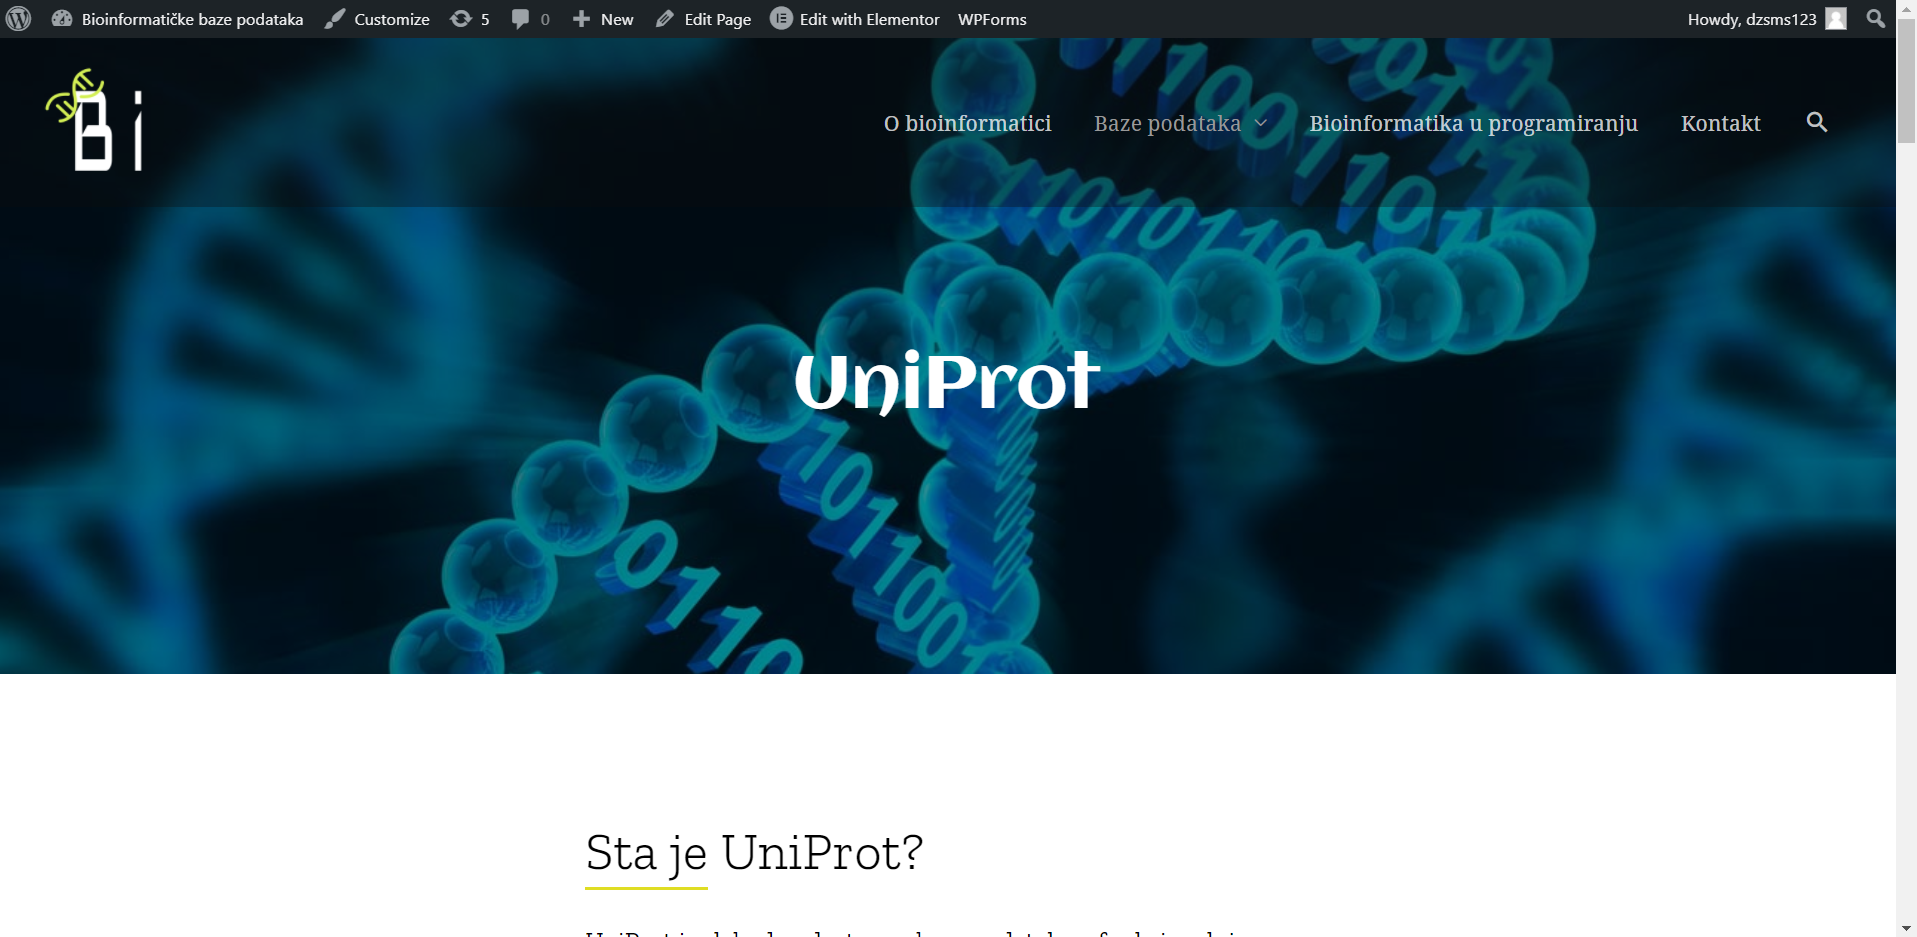 Bioinformatičke baze podataka Customize 5 0 New Edit Page Edit with Elementor WPForms Howdy, dzsms123
Bi
O bioinformatici Baze podataka Bioinformatika u programiranju Kontakt
UniProt
Sta je UniProt?